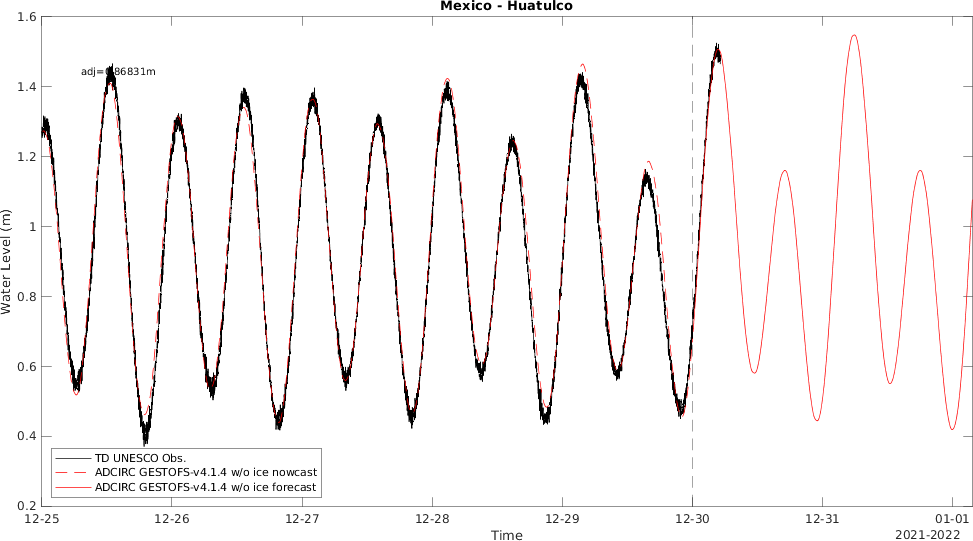 Mexico - Huatulco
1.6
1.4
1.2
1
0.8
0.6
0.4
0.2
Water Level (m)
adj=0.86831m
TD UNESCO Obs.
ADCIRC GESTOFS-v4.1.4 w/o ice nowcast
ADCIRC GESTOFS-v4.1.4 w/o ice forecast
12-25 12-26 12-27 12-28 12-29 12-30 12-31 01-01
Time
2021-2022